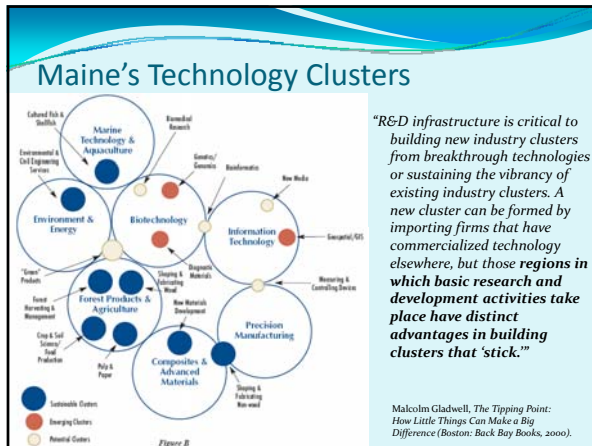 Maine's Technology Clusters
Cultured Fish &
Shellfish
Marine
Technology &
Aquaculture
Biomedical
Research
Environmental &
Civil Engineering
Services
Genetics/
Genomics
Bioinformatics
New Media
Environment &
Energy
Biotechnology
Information
Technology
Geospatial/GIS
"Green"
Products
Shaping &
Fabricating
Wood
Diagnostic
Materials
Measuring &
Controlling Devices
Forest
Harvesting &
Management
Forest Products &
Agriculture
New Materials
Development
Precision
Manufacturing
Crop & Soil
Science/
Food
Production
Pulp &
Paper
Composites &
Advanced
Materials
Shaping &
Fabricating
Non-wood
Sustainable Clusters
Emerging Clusters
Potential Clusters
Figure B
"R&D infrastructure is critical to
building new industry clusters
from breakthrough technologies
or sustaining the vibrancy of
existing industry clusters. A
new cluster can be formed by
importing firms that have
commercialized technology
elsewhere, but those regions in
which basic research and
development activities take
place have distinct
advantages in building
clusters that 'stick.'"
Malcolm Gladwell, The Tipping Point:
How Little Things Can Make a Big
Difference (Boson: Back Bay Books, 2000).